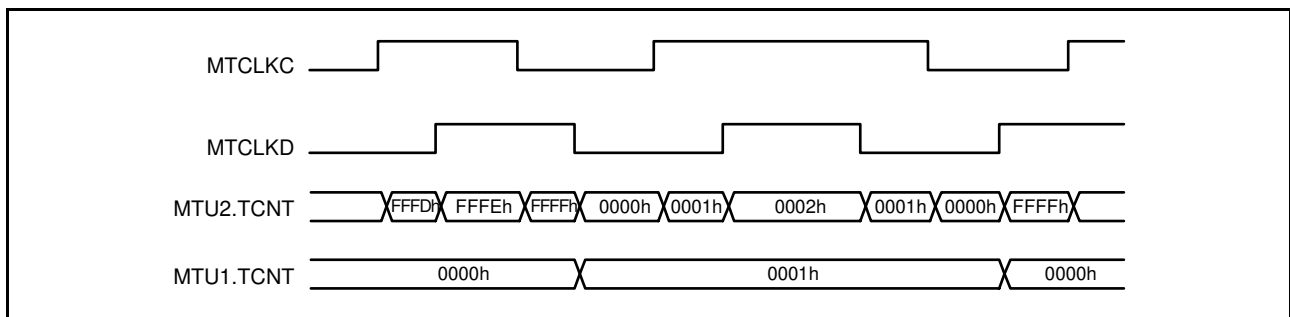 MTCLKC
MTCLKD
MTU2.TCNT FFFDh FFFEh FFFFh 0000h 0001h 0002h 0001h 0000h FFFFh
MTU1.TCNT 0000h 0001h 0000h